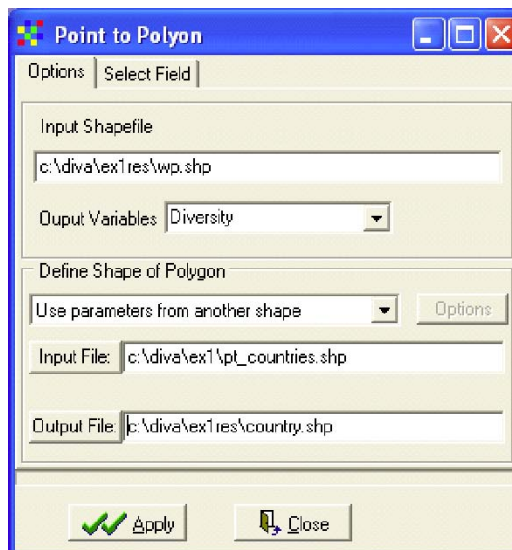 Point to Polyon
Options Select Field
Input Shapefile
c:\diva\ex1res\wp.shp
Ouput Variables Diversity
Define Shape of Polygon
Use parameters from another shape Options
Input File: c:\diva\ex1\pt_countries.shp
Output File: c:\diva\ex1res\country.shp
Apply Close